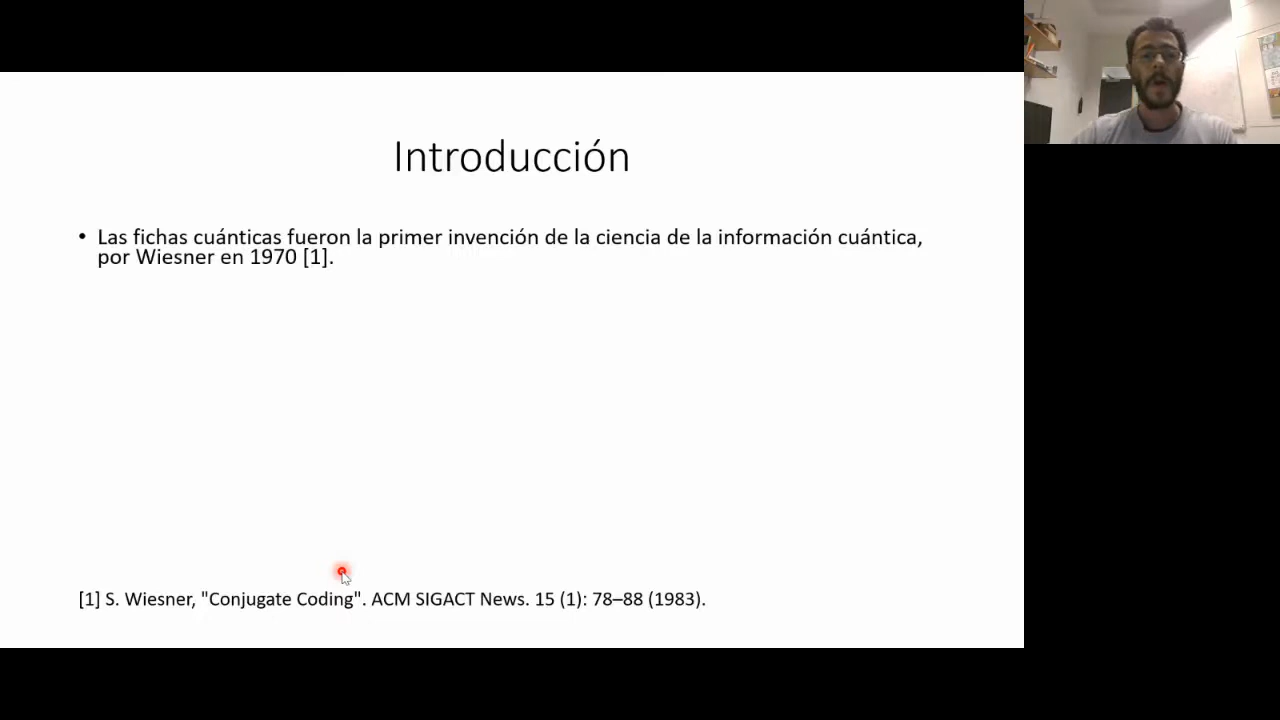 Introducción
• Las fichas cuánticas fueron la primer invención de la ciencia de la información cuántica,
por Wiesner en 1970 [1].
[1] S. Wiesner, "Conjugate Coding". ACM SIGACT News. 15 (1): 78–88 (1983).